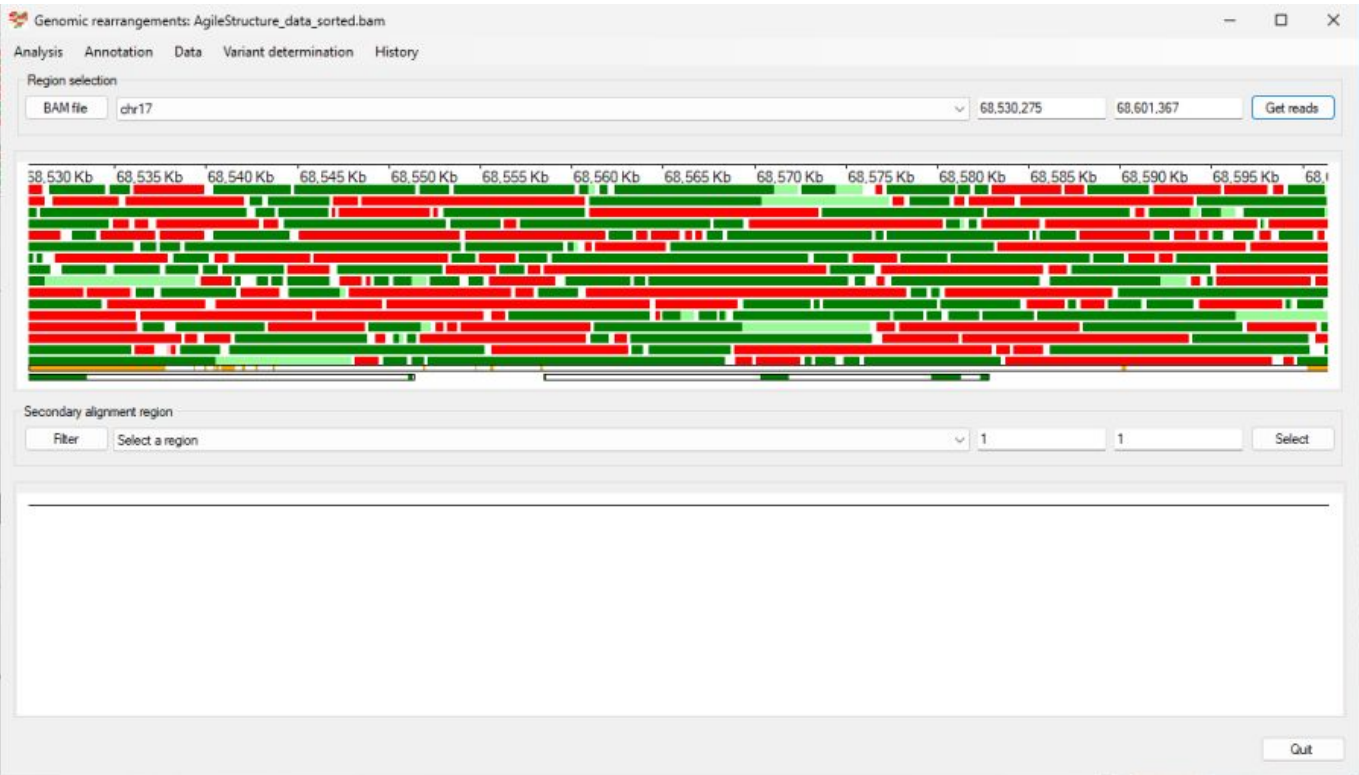 Genomic rearrangements: AgileStructure_data_sorted.bam
Analysis Annotation Data Variant determination History
Region selection
BAM file chr17 68,530,275 68,601,367 Get reads
58,530 Kb 68,535 Kb 68,540 Kb 68,545 Kb 68,550 Kb 68,555 Kb 68,560 Kb 68,565 Kb 68,570 Kb 68,575 Kb 68,580 Kb 68,585 Kb 68,590 Kb 68,595 Kb 68,
Secondary alignment region
Filter Select a region 1 1 Select
Quit